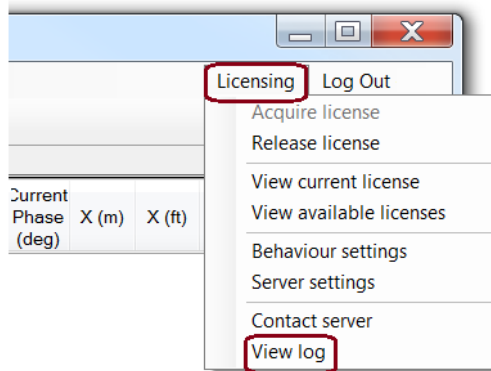 Licensing Log Out
Acquire license
Release license
View current license
View available licenses
Behaviour settings
Server settings
Contact server
View log
Current
Phase X (m) X (ft)
(deg)